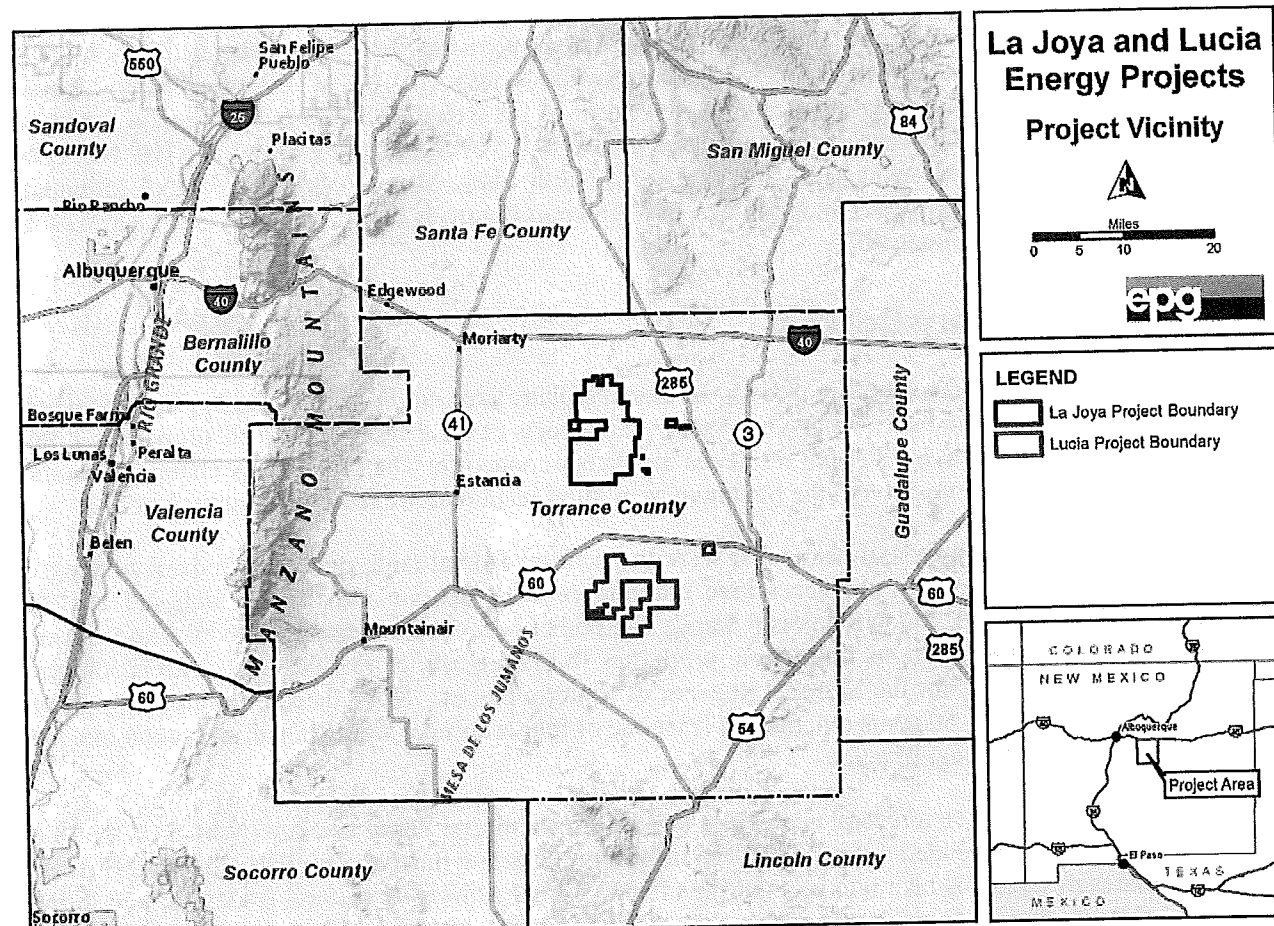 La Joya and Lucia
Energy Projects
Project Vicinity
N
Miles
0 5 10 20
epg
LEGEND
La Joya Project Boundary
Lucia Project Boundary
COLORADO
NEW MEXICO
Albuquerque
Project Area
El Paso
TEXAS
MEXICO
550
San Felipe
Pueblo
25
Sandoval
County
Placitas
84
San Miguel County
Rio Rancho
Santa Fe County
Albuquerque
40
Edgewood
Bernalillo
County
RIO GRANDE
MANZANO MOUNTAINS
Moriarty
40
285
Bosque Farms
41
3
Los Lunas
Peralta
Valencia
Estancia
Torrance County
Guadalupe County
Valencia
County
Belen
60
60
285
Mountainair
MESA DE LOS JUMANOS
60
54
Socorro County
Lincoln County
Socorro